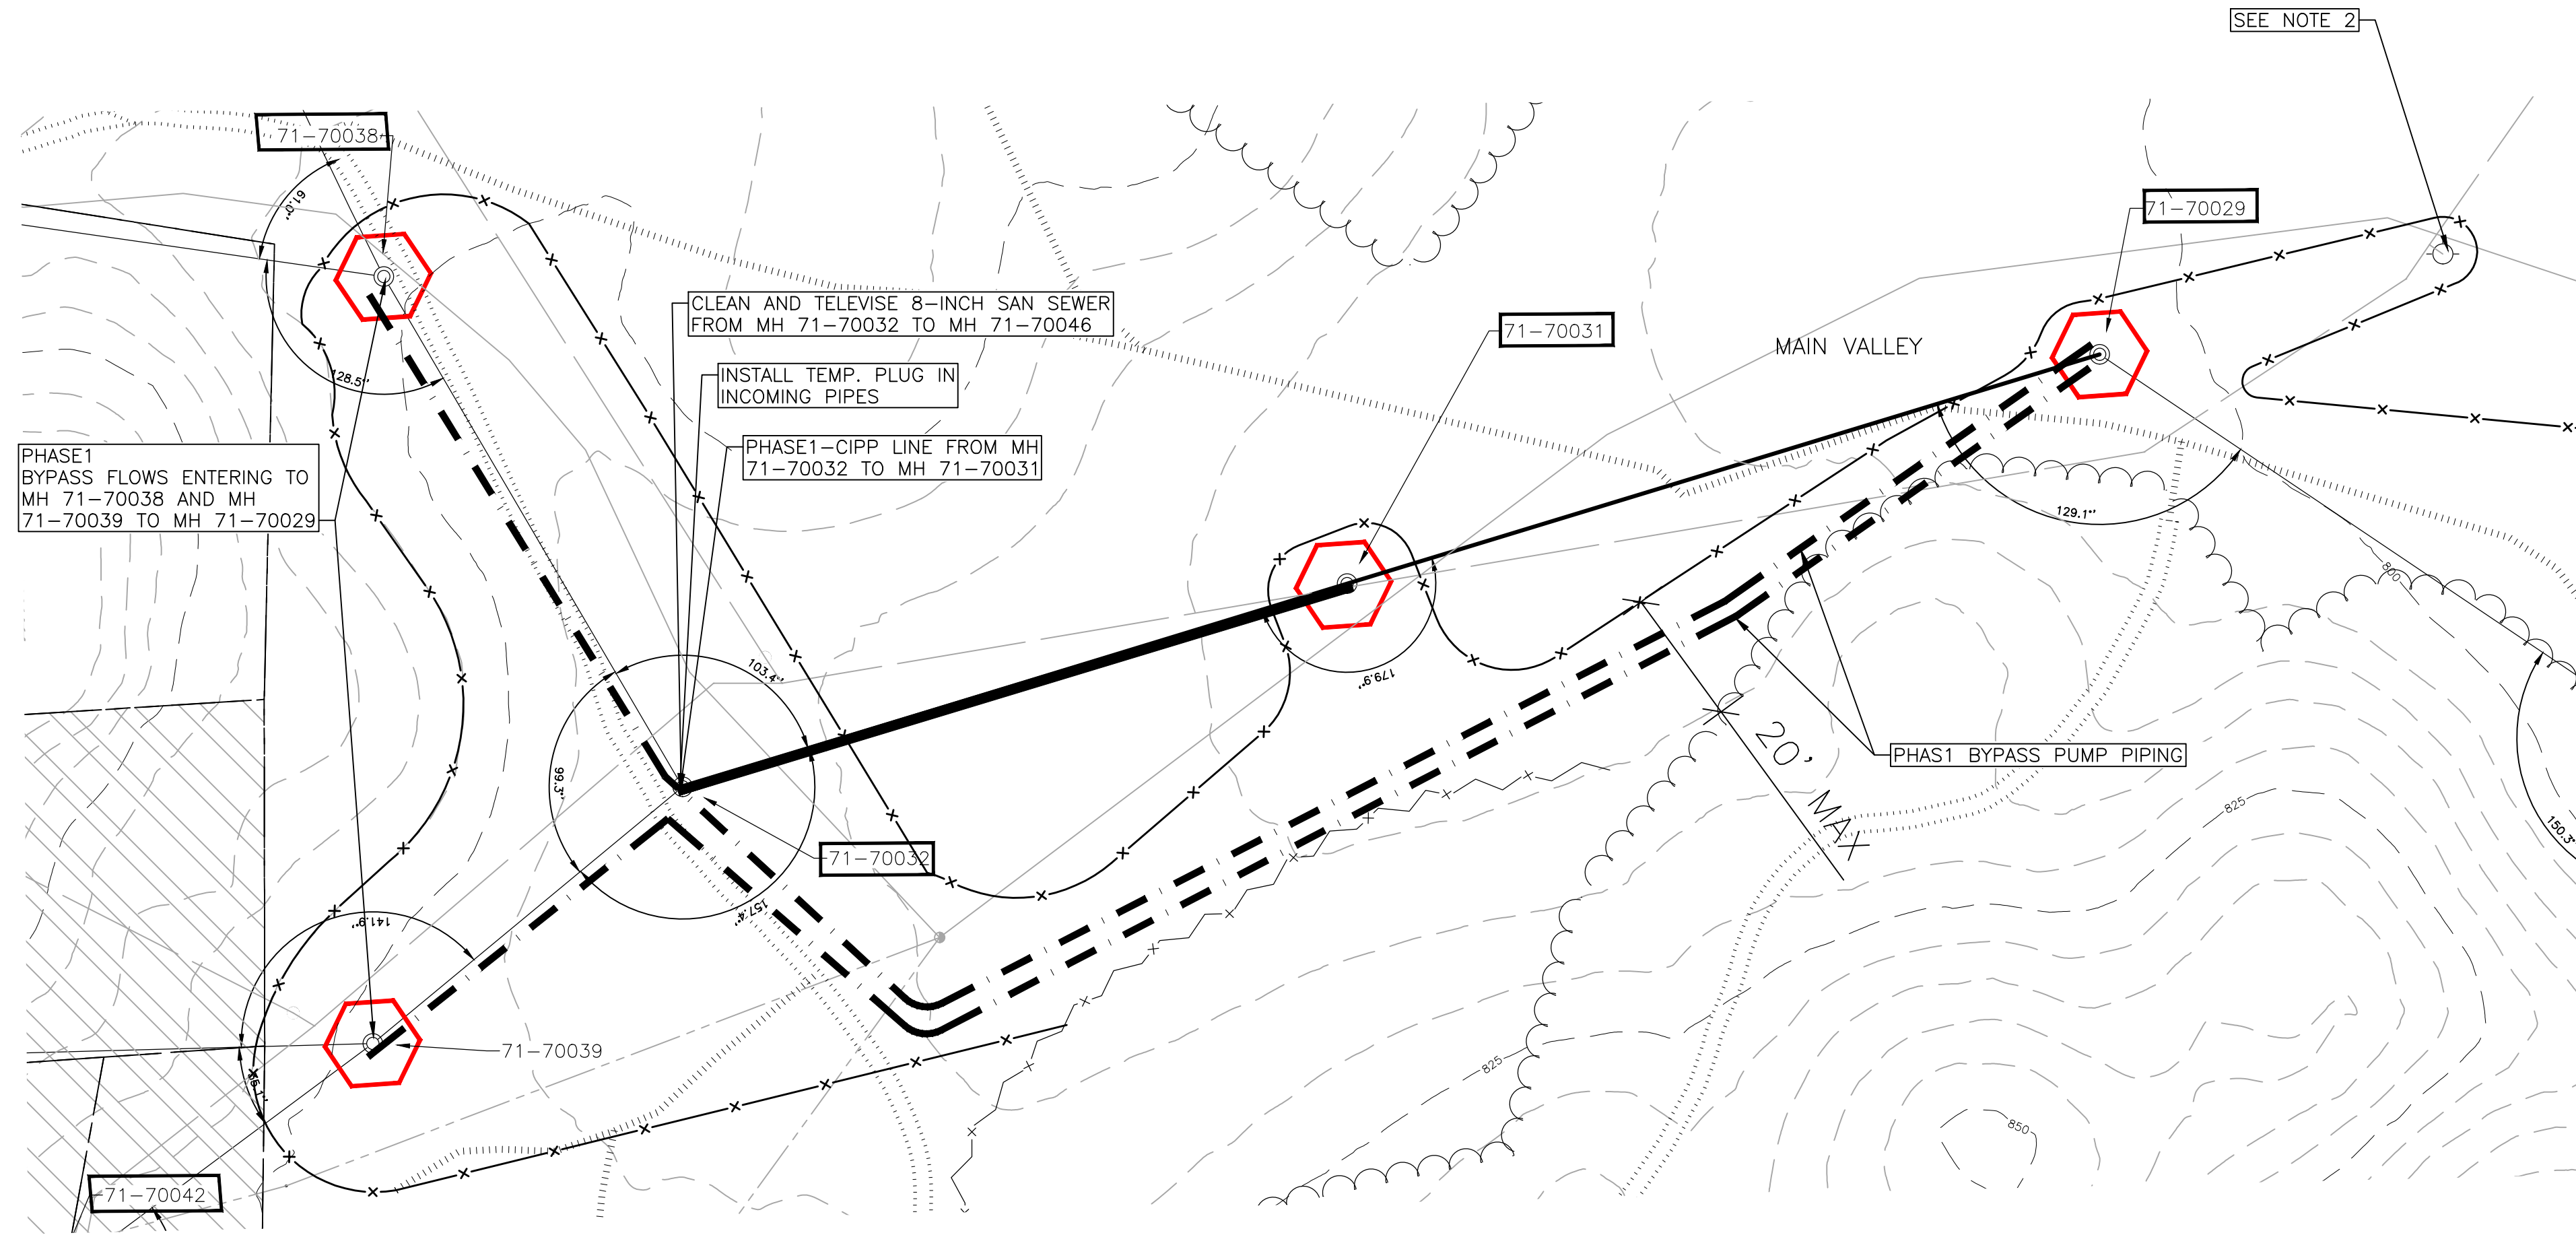 SEE NOTE 2
71-70038
71-70029
61.0°
CLEAN AND TELEVISE 8-INCH SAN SEWER
FROM MH 71-70032 TO MH 71-70046
71-70031
MAIN VALLEY
INSTALL TEMP. PLUG IN
INCOMING PIPES
128.5°
PHASE1-CIPP LINE FROM MH
71-70032 TO MH 71-70031
PHASE1
BYPASS FLOWS ENTERING TO
MH 71-70038 AND MH
71-70039 TO MH 71-70029
129.1°
800
103.4°
179.9°
99.3°
20' MAX
PHAS1 BYPASS PUMP PIPING
825
150.3°
71-70032
157.4°
141.9°
71-70039
825
850
71-70042